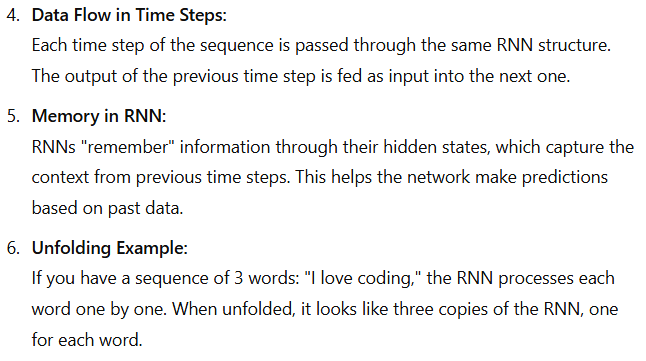 4. Data Flow in Time Steps:
Each time step of the sequence is passed through the same RNN structure.
The output of the previous time step is fed as input into the next one.
5. Memory in RNN:
RNNs "remember" information through their hidden states, which capture the
context from previous time steps. This helps the network make predictions
based on past data.
6. Unfolding Example:
If you have a sequence of 3 words: "I love coding," the RNN processes each
word one by one. When unfolded, it looks like three copies of the RNN, one
for each word.